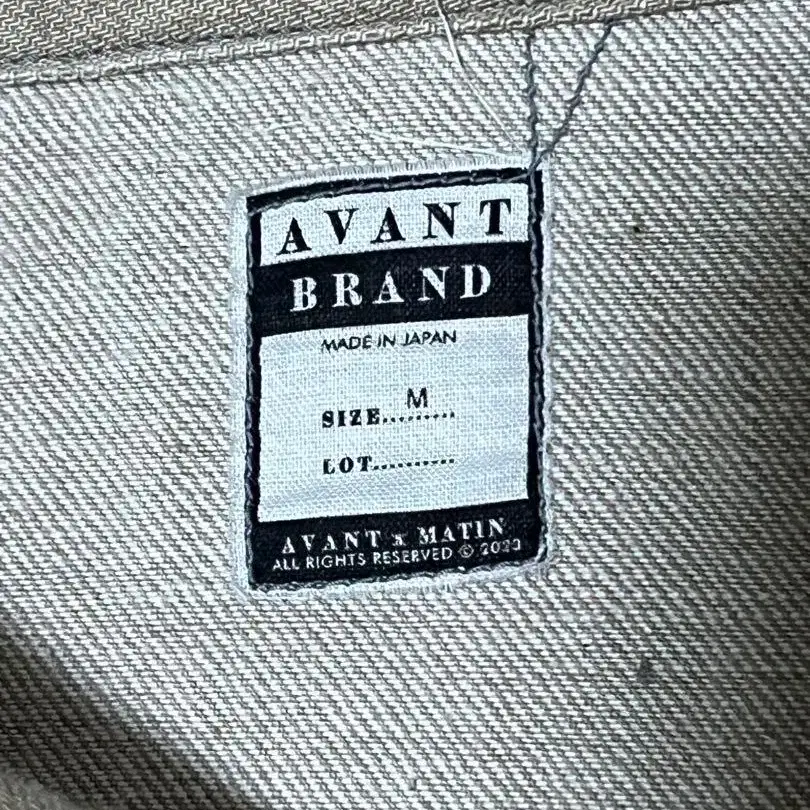 AVANT
BRAND
MADE IN JAPAN
SIZE....M.....
LOT..........
AVANT x MATIN
ALL RIGHTS RESERVED © 2023